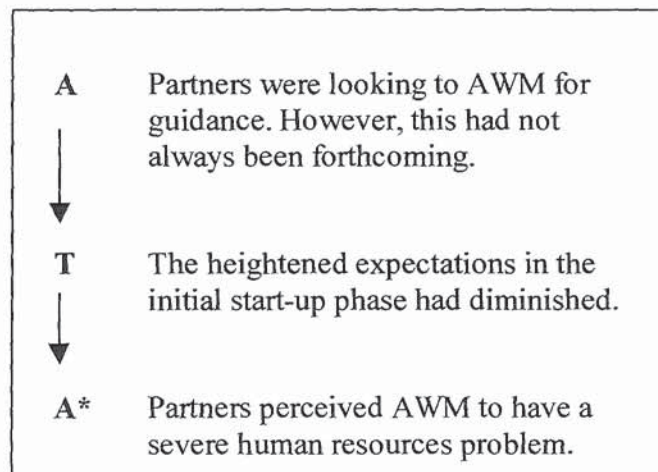 A Partners were looking to AWM for
guidance. However, this had not
always been forthcoming.
T The heightened expectations in the
initial start-up phase had diminished.
A* Partners perceived AWM to have a
severe human resources problem.